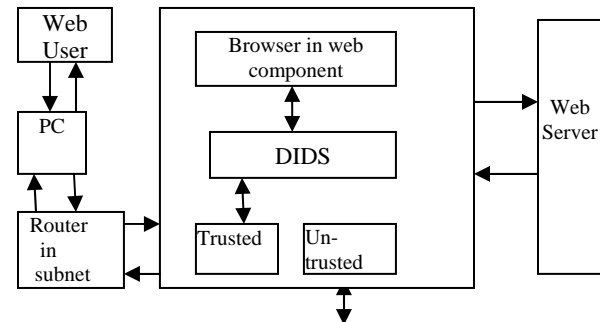 Web
User
PC
Router
in
subnet
Browser in web
component
DIDS
Trusted
Un-
trusted
Web
Server